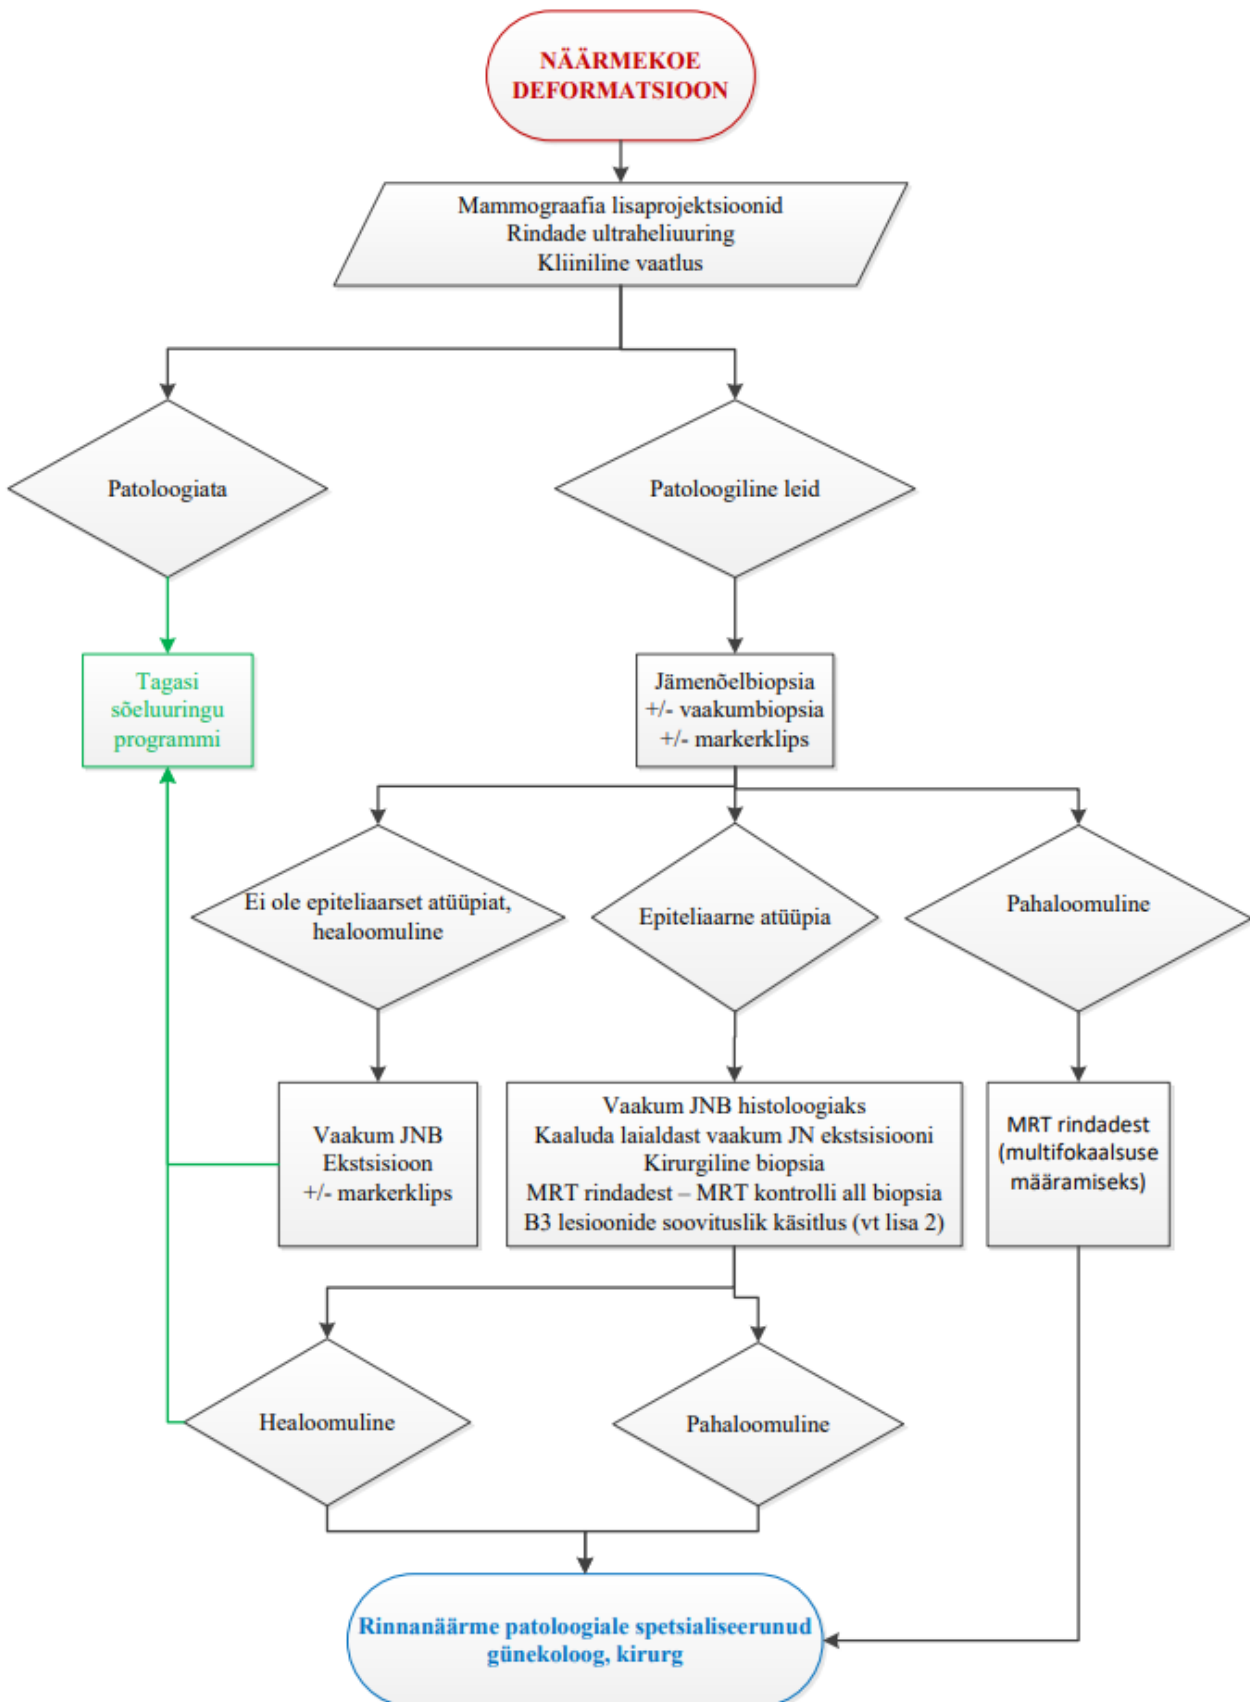 NÄÄRMEKOE
DEFORMATSIOON
Mammograafia lisaprojektsioonid
Rindade ultraheliuuring
Kliiniline vaatlus
Patoloogiata
Patoloogiline leid
Tagasi
sõeluuringu
programmi
Jämenõelbiopsia
+/- vaakumbiopsia
+/- markerklips
Ei ole epiteliaarset atüüpiat,
healoomuline
Epiteliaarne atüüpia
Pahaloomuline
Vaakum JNB
Ekstsisioon
+/- markerklips
Vaakum JNB histoloogiaks
Kaaluda laialdast vaakum JN ekstsisiooni
Kirurgiline biopsia
MRT rindadest – MRT kontrolli all biopsia
B3 lesioonide soovituslik käsitlus (vt lisa 2)
MRT rindadest
(multifokaalsuse
määramiseks)
Healoomuline
Pahaloomuline
Rinnanäärme patoloogiale spetsialiseerunud
günekoloog, kirurg